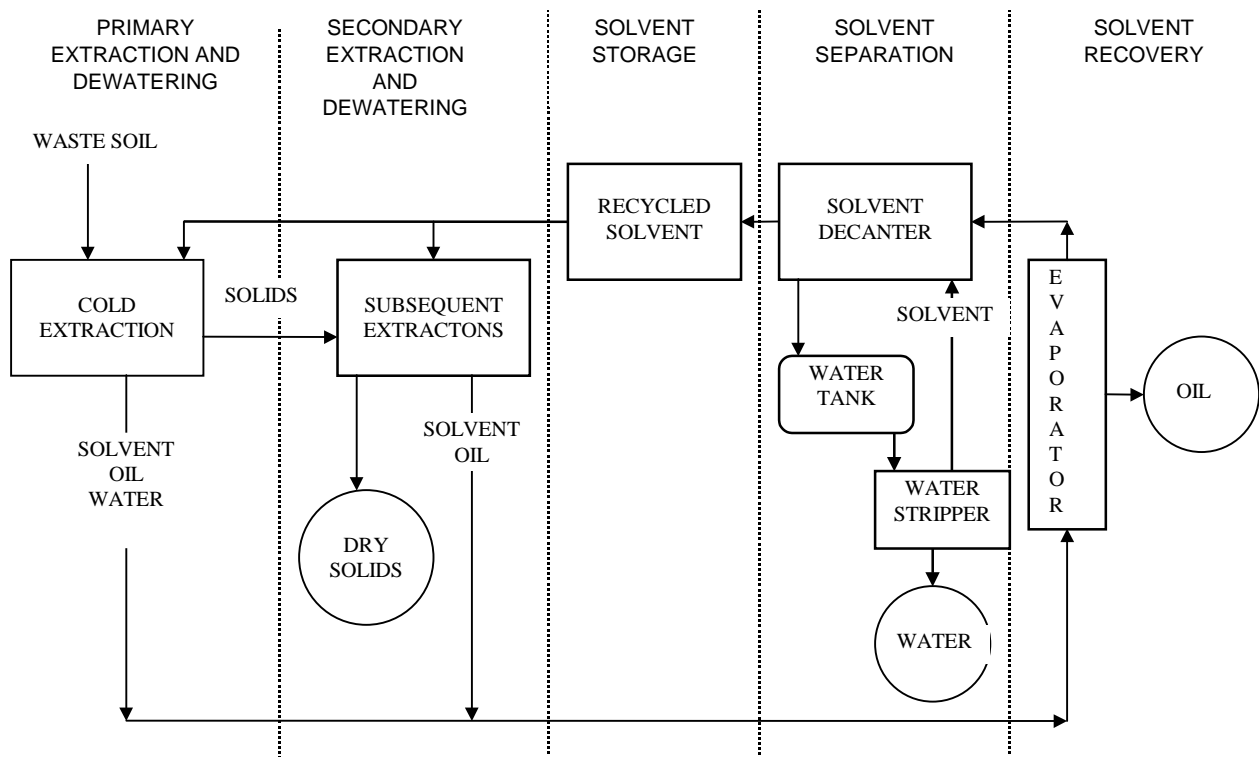 PRIMARY
EXTRACTION AND
DEWATERING
SECONDARY
EXTRACTION
AND
DEWATERING
SOLVENT
STORAGE
SOLVENT
SEPARATION
SOLVENT
RECOVERY
WASTE SOIL
COLD
EXTRACTION
SOLIDS
SUBSEQUENT
EXTRACTONS
RECYCLED
SOLVENT
SOLVENT
DECANTER
SOLVENT
WATER
TANK
WATER
STRIPPER
WATER
E
V
A
P
O
R
A
T
O
R
OIL
SOLVENT
OIL
WATER
SOLVENT
OIL
DRY
SOLIDS